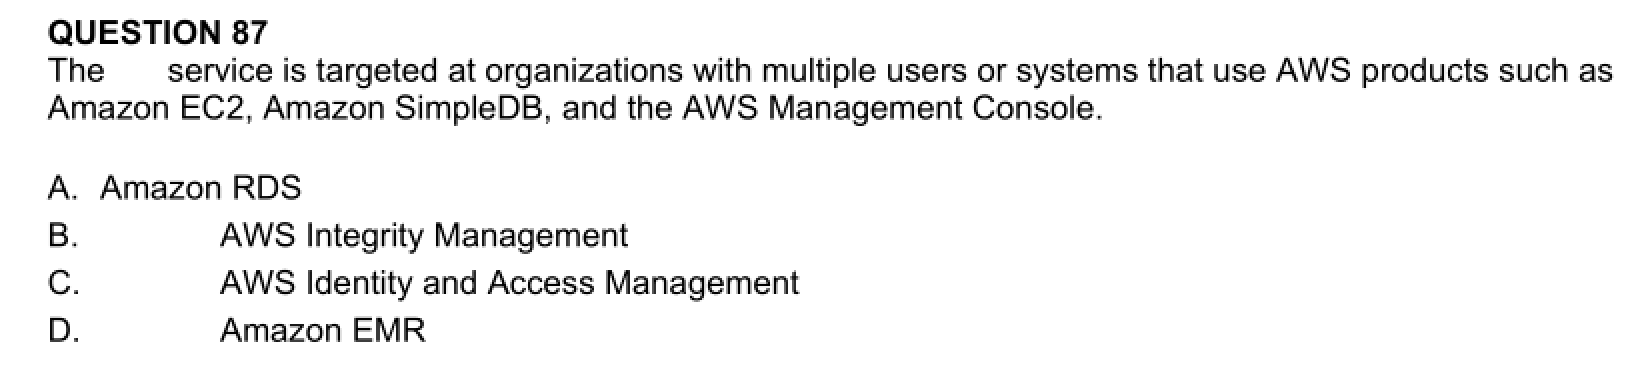 QUESTION 87
The service is targeted at organizations with multiple users or systems that use AWS products such as
Amazon EC2, Amazon SimpleDB, and the AWS Management Console.
A. Amazon RDS
B. AWS Integrity Management
C. AWS Identity and Access Management
D. Amazon EMR